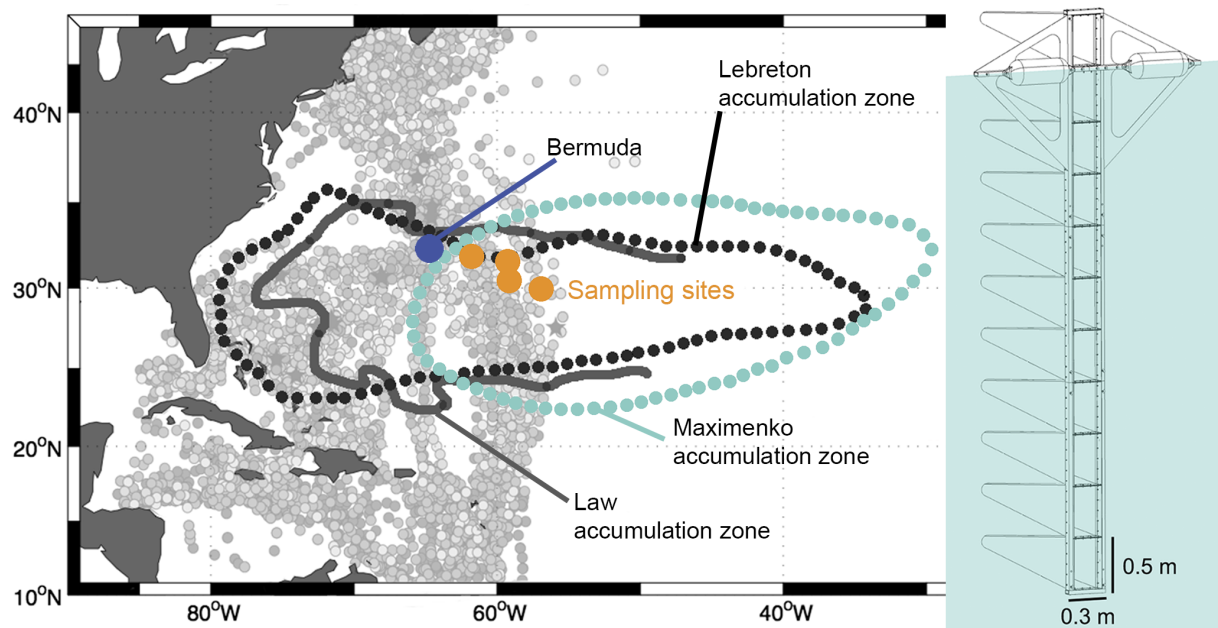 Lebreton
accumulation zone
40°N
Bermuda
30°N
Sampling sites
Maximenko
accumulation zone
20°N
Law
accumulation zone
10°N
80°W
60°W
40°W
0.5 m
0.3 m